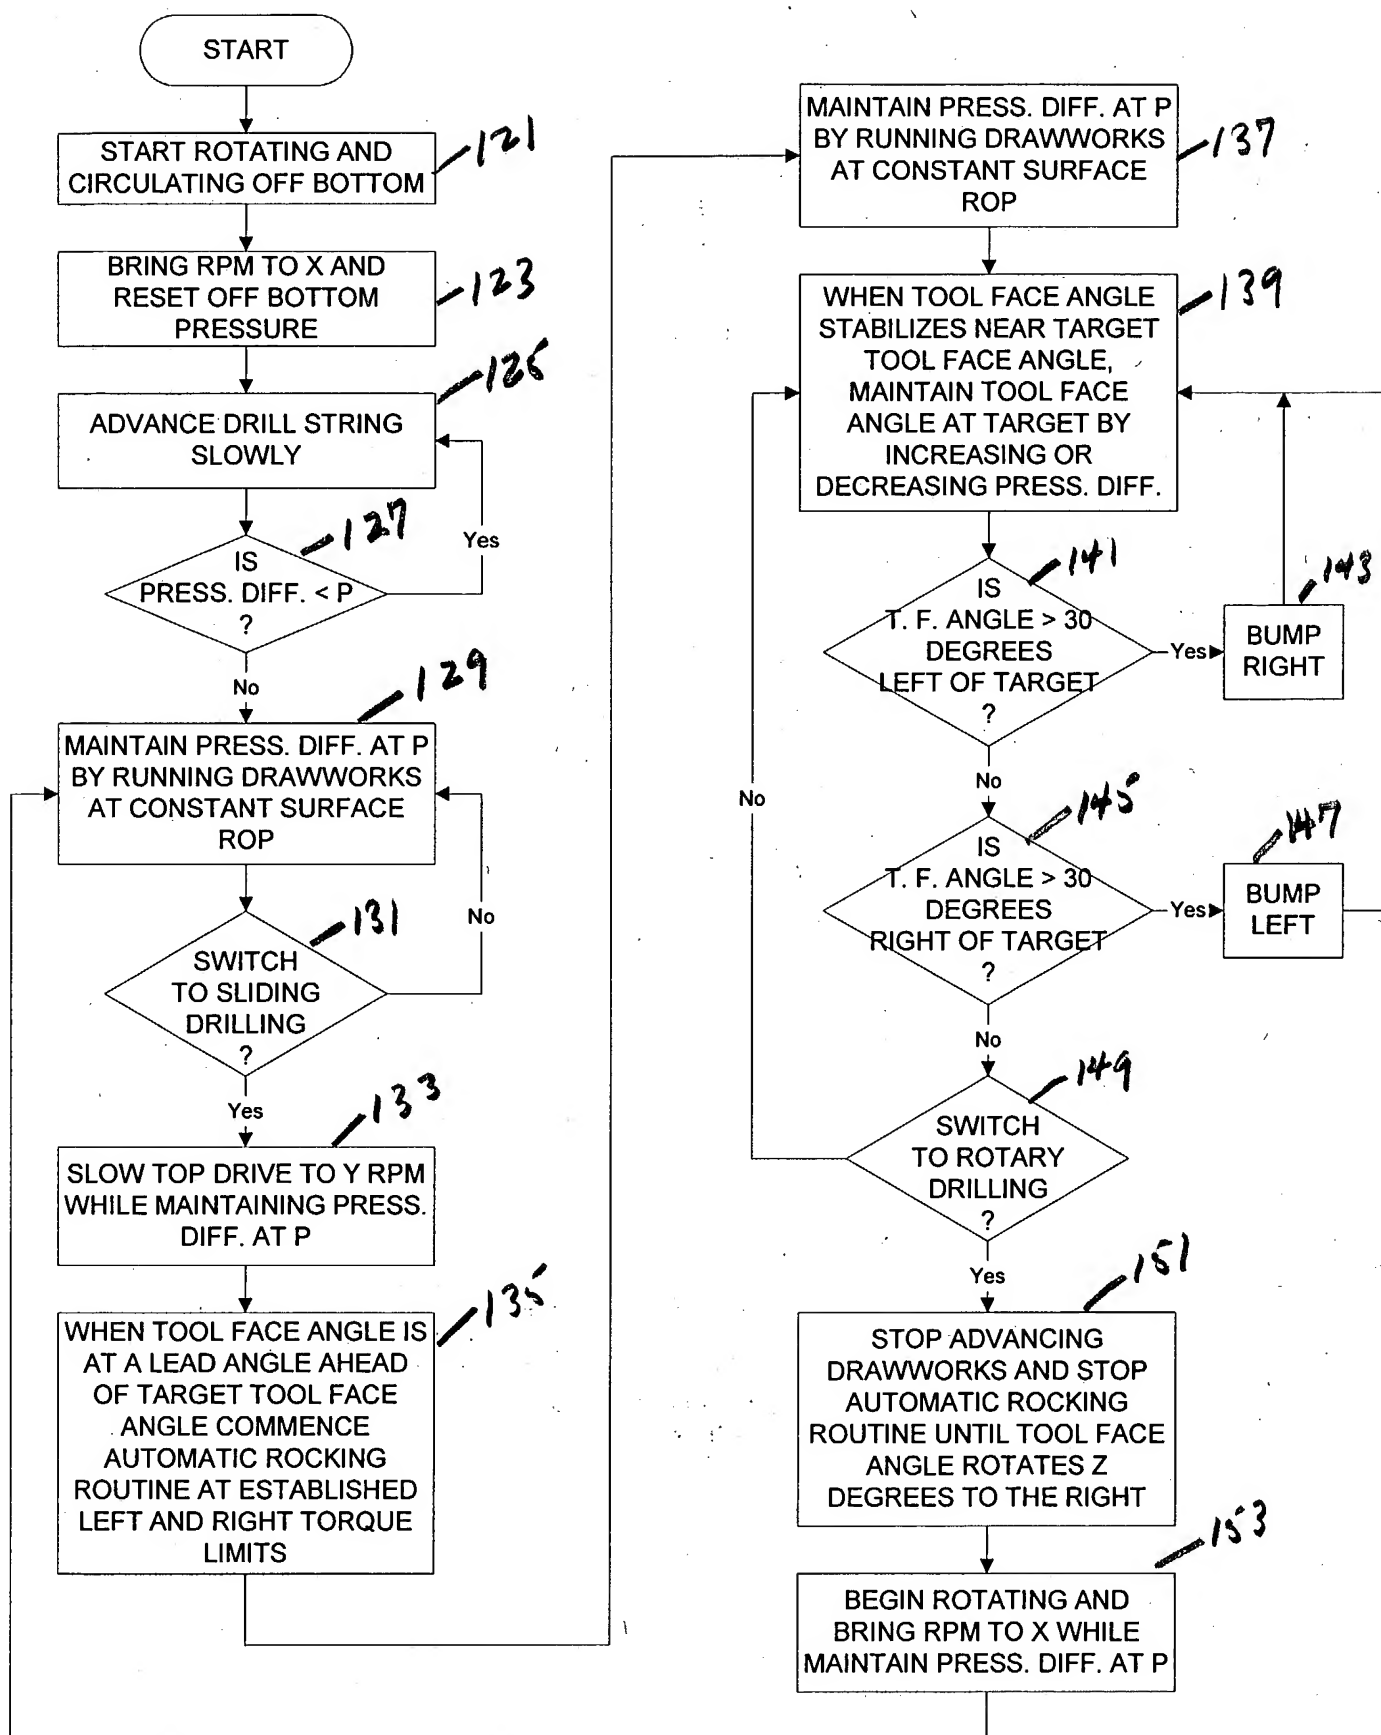 START
START ROTATING AND
CIRCULATING OFF BOTTOM
121
BRING RPM TO X AND
RESET OFF BOTTOM
PRESSURE
123
125
ADVANCE DRILL STRING
SLOWLY
127
IS
PRESS. DIFF. < P
?
Yes
No
129
MAINTAIN PRESS. DIFF. AT P
BY RUNNING DRAWWORKS
AT CONSTANT SURFACE
ROP
131
SWITCH
TO SLIDING
DRILLING
?
No
Yes
133
SLOW TOP DRIVE TO Y RPM
WHILE MAINTAINING PRESS.
DIFF. AT P
135
WHEN TOOL FACE ANGLE IS
AT A LEAD ANGLE AHEAD
OF TARGET TOOL FACE
ANGLE COMMENCE
AUTOMATIC ROCKING
ROUTINE AT ESTABLISHED
LEFT AND RIGHT TORQUE
LIMITS
MAINTAIN PRESS. DIFF. AT P
BY RUNNING DRAWWORKS
AT CONSTANT SURFACE
ROP
137
WHEN TOOL FACE ANGLE
STABILIZES NEAR TARGET
TOOL FACE ANGLE,
MAINTAIN TOOL FACE
ANGLE AT TARGET BY
INCREASING OR
DECREASING PRESS. DIFF.
139
141
IS
T. F. ANGLE > 30
DEGREES
LEFT OF TARGET
?
Yes
143
BUMP
RIGHT
No
No
145
IS
T. F. ANGLE > 30
DEGREES
RIGHT OF TARGET
?
Yes
147
BUMP
LEFT
No
149
SWITCH
TO ROTARY
DRILLING
?
Yes
151
STOP ADVANCING
DRAWWORKS AND STOP
AUTOMATIC ROCKING
ROUTINE UNTIL TOOL FACE
ANGLE ROTATES Z
DEGREES TO THE RIGHT
153
BEGIN ROTATING AND
BRING RPM TO X WHILE
MAINTAIN PRESS. DIFF. AT P